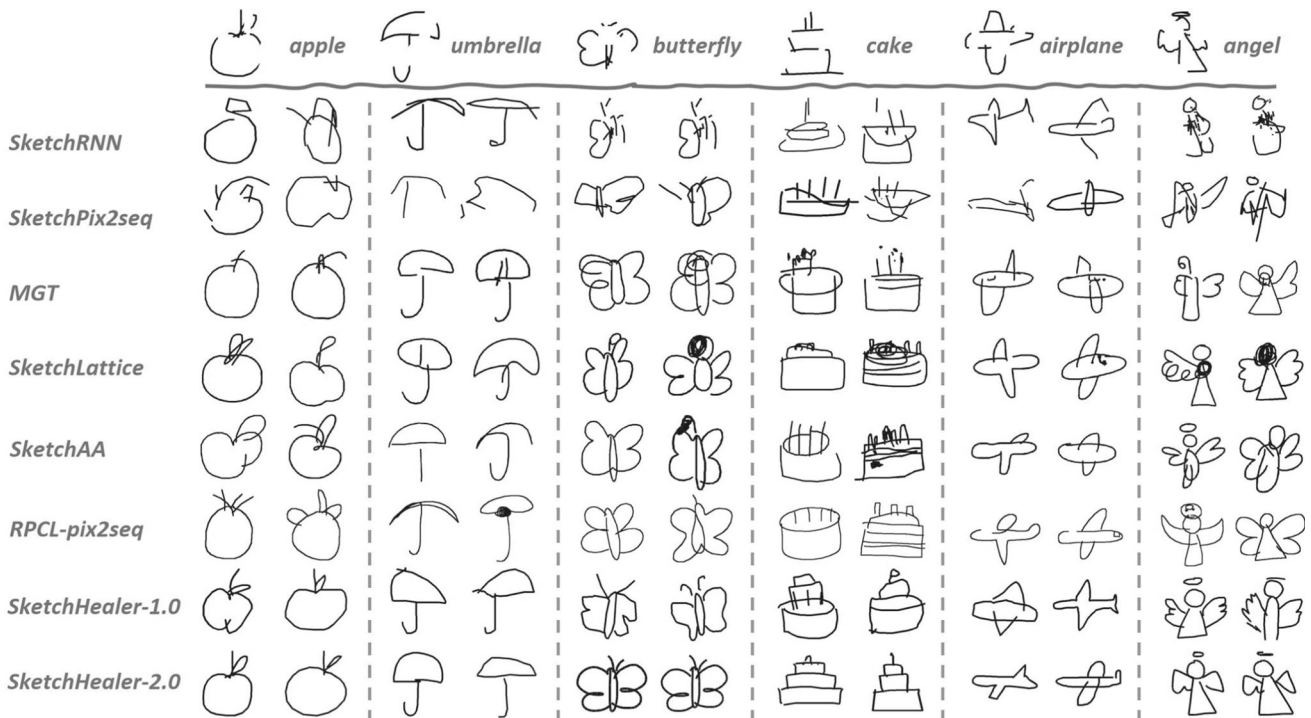 apple umbrella butterfly cake airplane angel
SketchRNN
SketchPix2seq
MGT
SketchLattice
SketchAA
RPCL-pix2seq
SketchHealer-1.0
SketchHealer-2.0